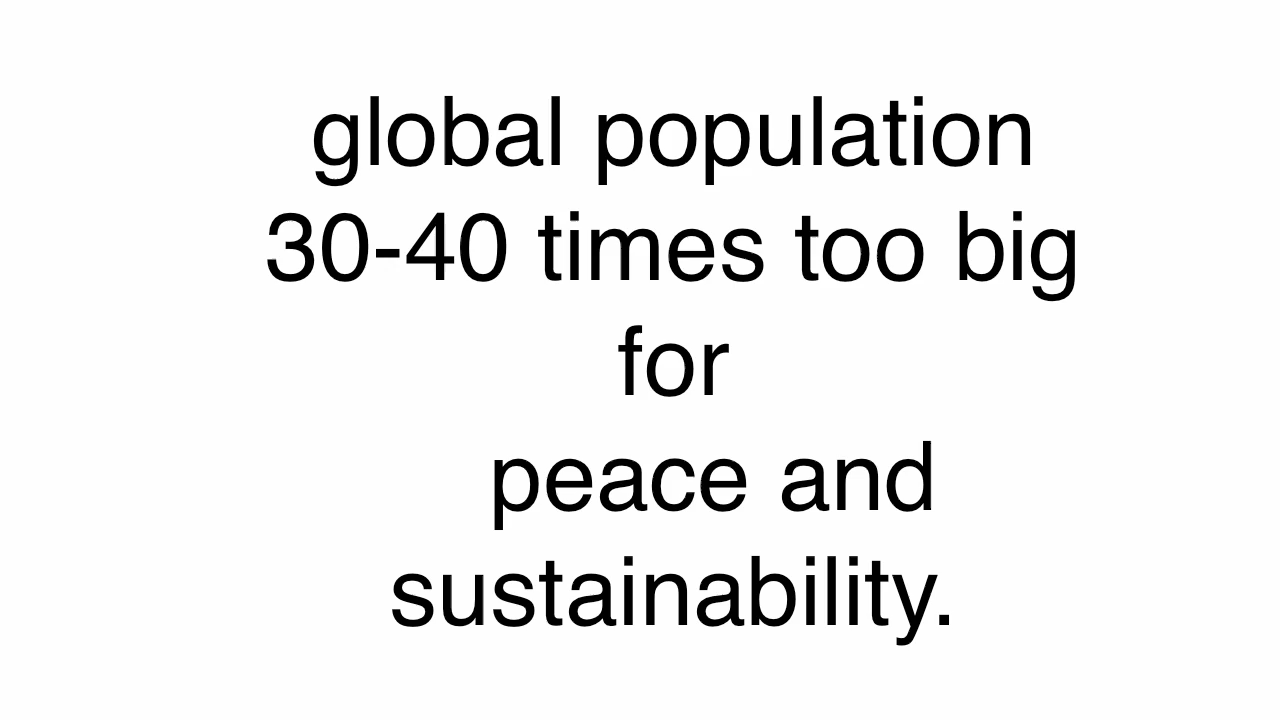 global population
30-40 times too big
for
peace and
sustainability.